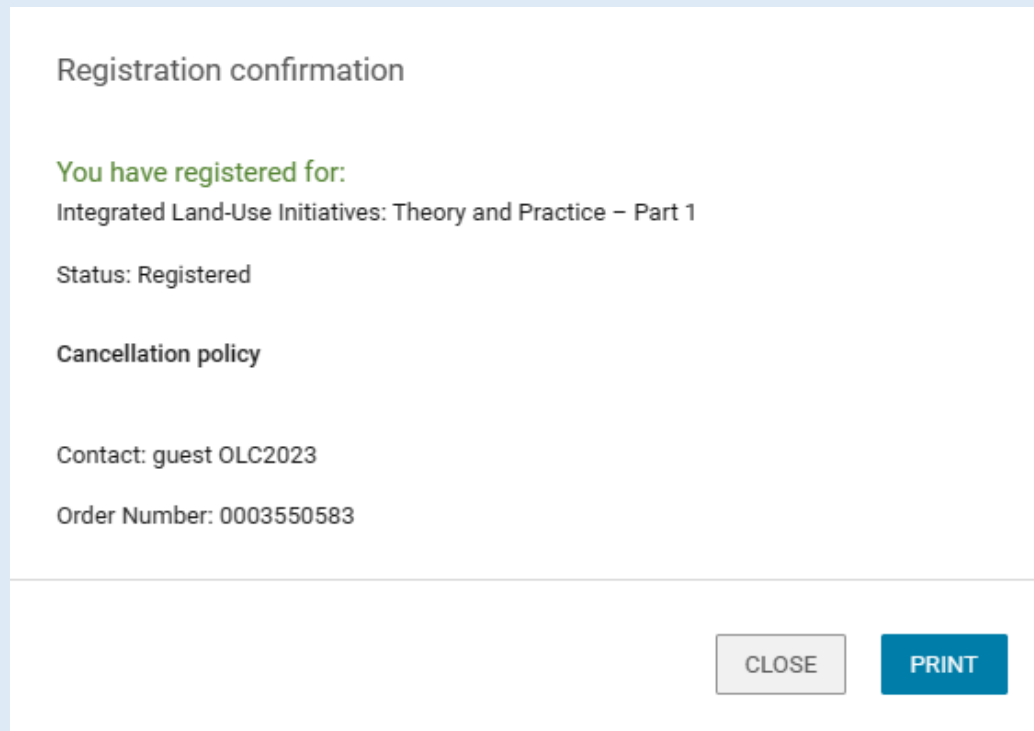 Registration confirmation
You have registered for:
Integrated Land-Use Initiatives: Theory and Practice – Part 1
Status: Registered
Cancellation policy
Contact: guest OLC2023
Order Number: 0003550583
CLOSE
PRINT